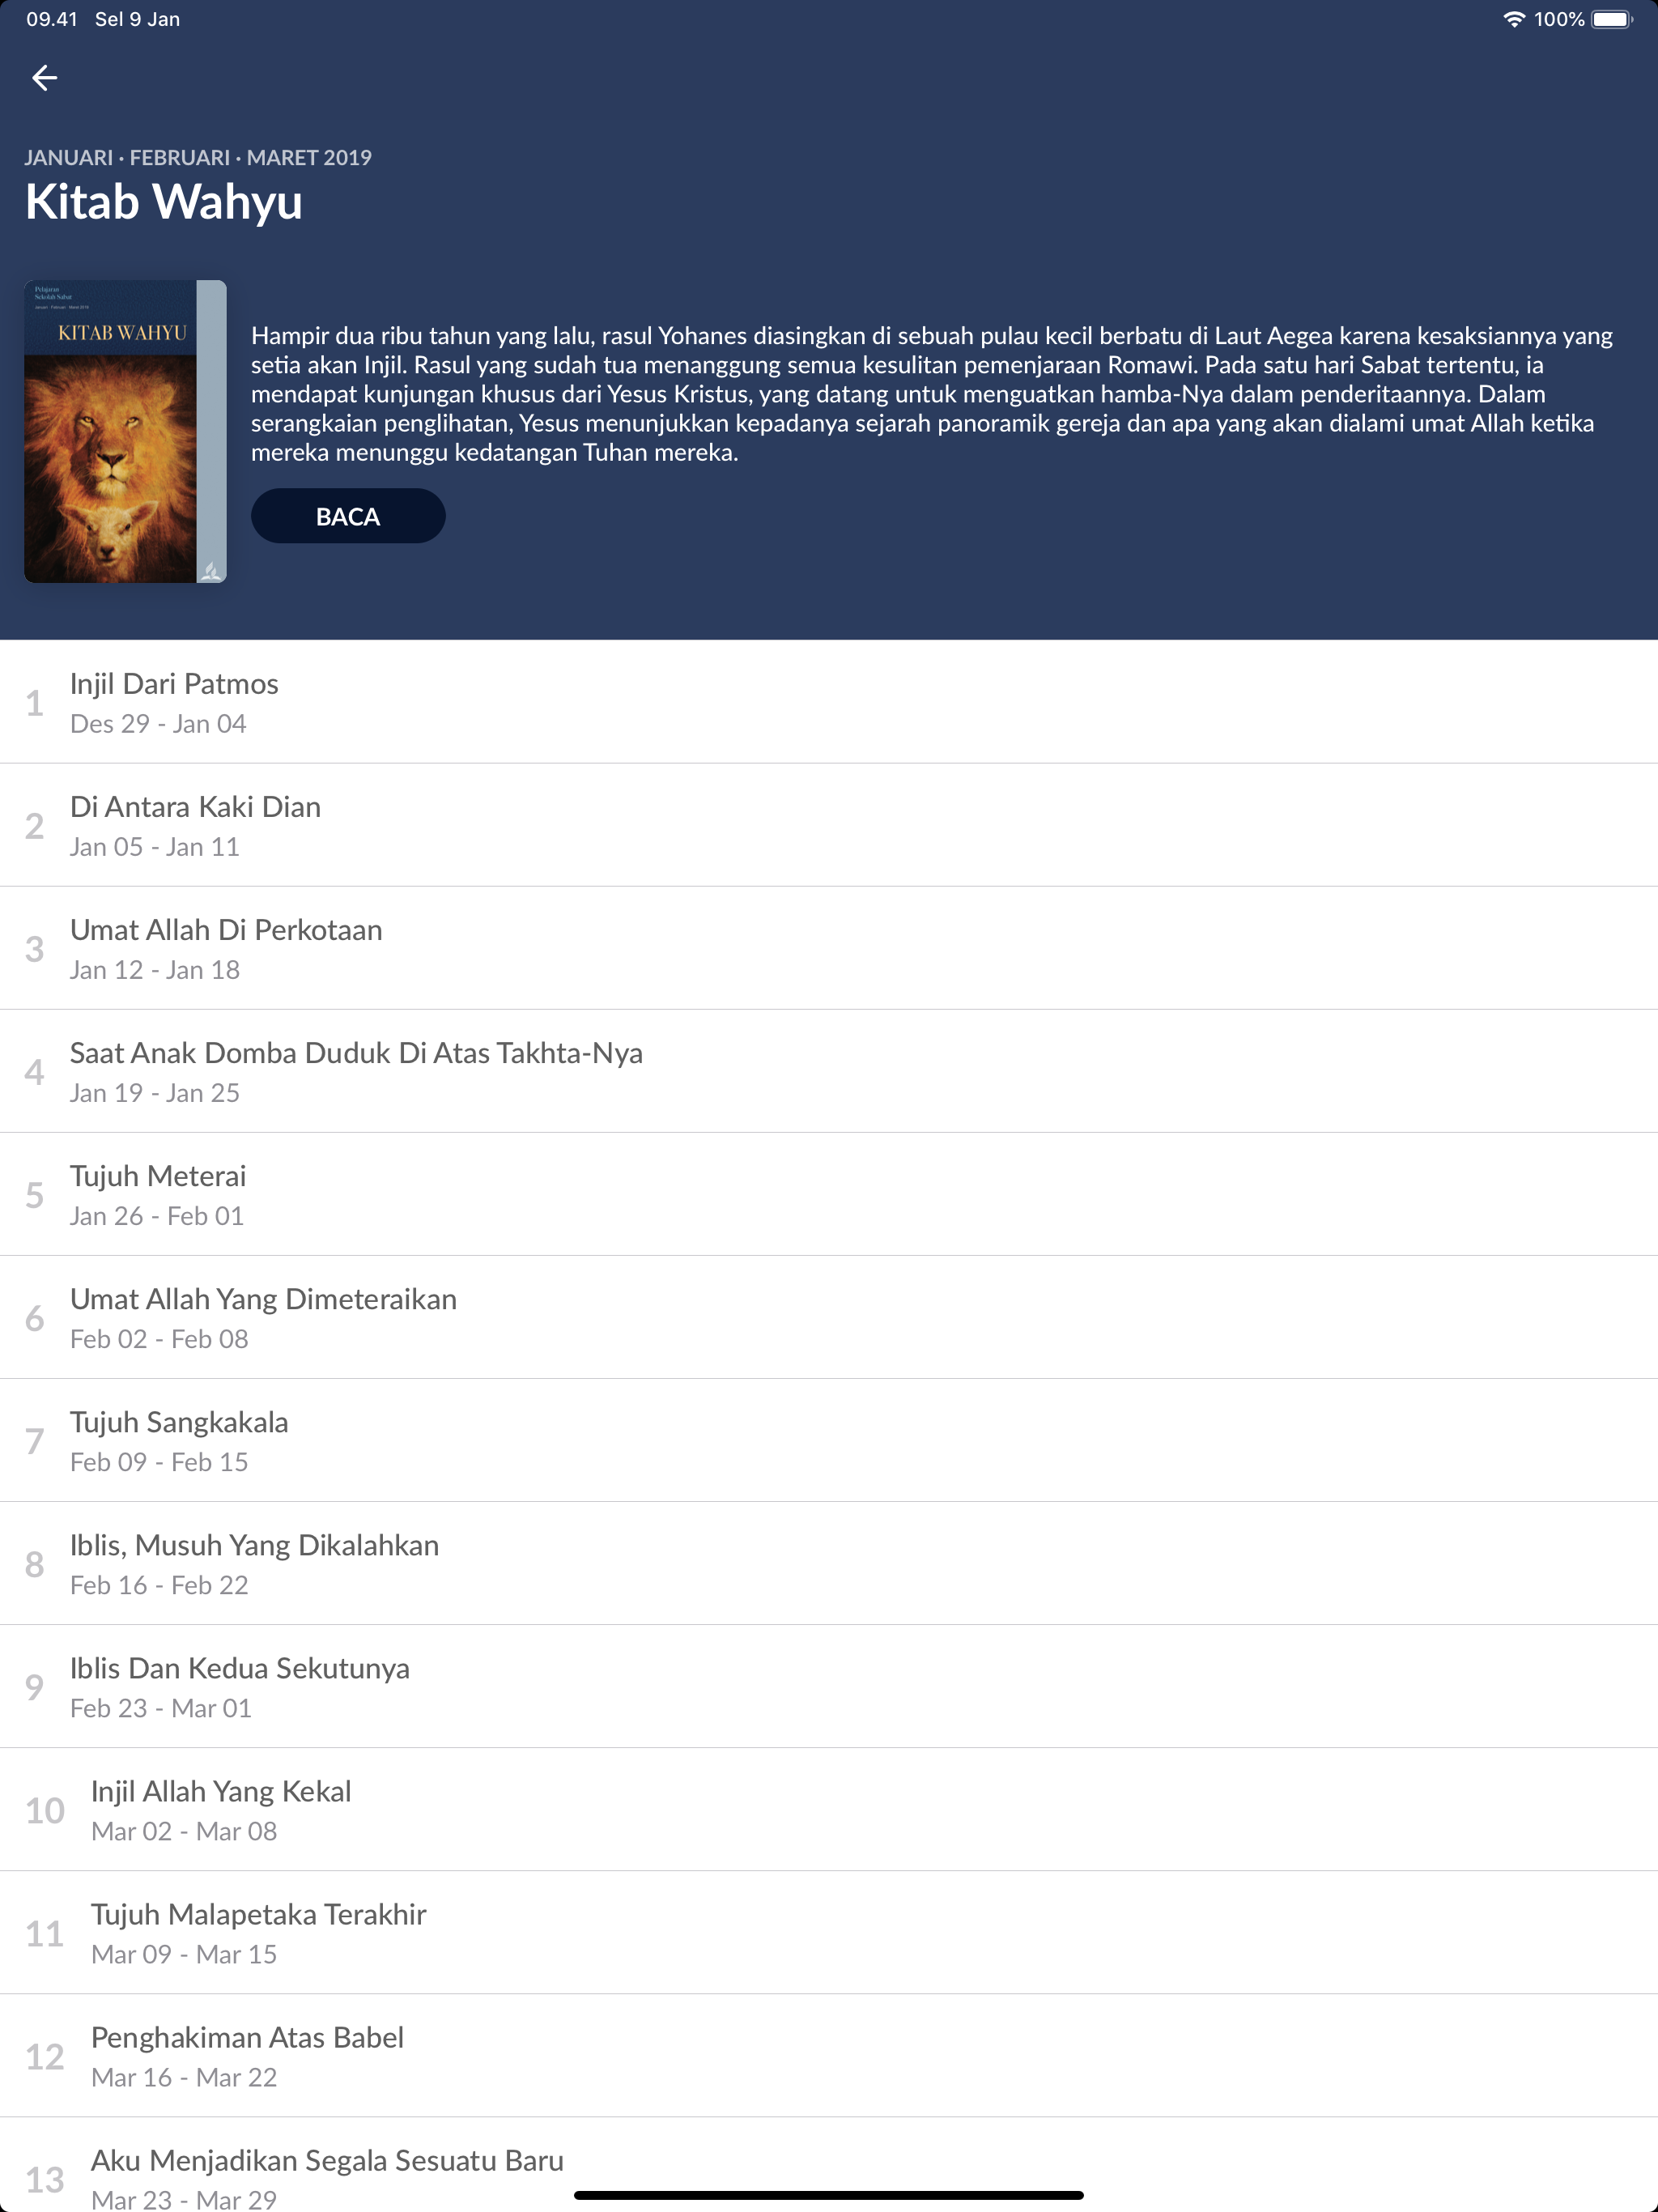 09.41 Sel 9 Jan 100%
JANUARI · FEBRUARI · MARET 2019
Kitab Wahyu
Pelajaran
Sekolah Sabat
Januari Februari Maret 2019
KITAB WAHYU
Hampir dua ribu tahun yang lalu, rasul Yohanes diasingkan di sebuah pulau kecil berbatu di Laut Aegea karena kesaksiannya yang
setia akan Injil. Rasul yang sudah tua menanggung semua kesulitan pemenjaraan Romawi. Pada satu hari Sabat tertentu, ia
mendapat kunjungan khusus dari Yesus Kristus, yang datang untuk menguatkan hamba-Nya dalam penderitaannya. Dalam
serangkaian penglihatan, Yesus menunjukkan kepadanya sejarah panoramik gereja dan apa yang akan dialami umat Allah ketika
mereka menunggu kedatangan Tuhan mereka.
BACA
1
Injil Dari Patmos
Des 29 - Jan 04
2
Di Antara Kaki Dian
Jan 05 - Jan 11
3
Umat Allah Di Perkotaan
Jan 12 - Jan 18
4
Saat Anak Domba Duduk Di Atas Takhta-Nya
Jan 19 - Jan 25
5
Tujuh Meterai
Jan 26 - Feb 01
6
Umat Allah Yang Dimeteraikan
Feb 02 - Feb 08
7
Tujuh Sangkakala
Feb 09 - Feb 15
8
Iblis, Musuh Yang Dikalahkan
Feb 16 - Feb 22
9
Iblis Dan Kedua Sekutunya
Feb 23 - Mar 01
10
Injil Allah Yang Kekal
Mar 02 - Mar 08
11
Tujuh Malapetaka Terakhir
Mar 09 - Mar 15
12
Penghakiman Atas Babel
Mar 16 - Mar 22
13
Aku Menjadikan Segala Sesuatu Baru
Mar 23 - Mar 29